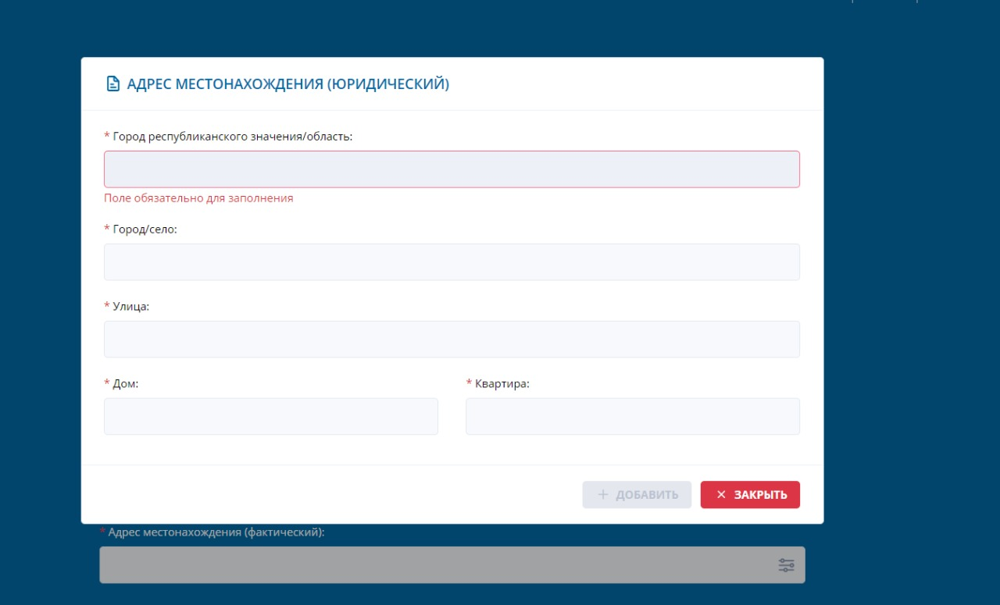 АДРЕС МЕСТОНАХОЖДЕНИЯ (ЮРИДИЧЕСКИЙ)
* Город республиканского значения/область:
Поле обязательно для заполнения
* Город/село:
* Улица:
* Дом: * Квартира:
+ ДОБАВИТЬ × ЗАКРЫТЬ
* Адрес местонахождения (фактический):